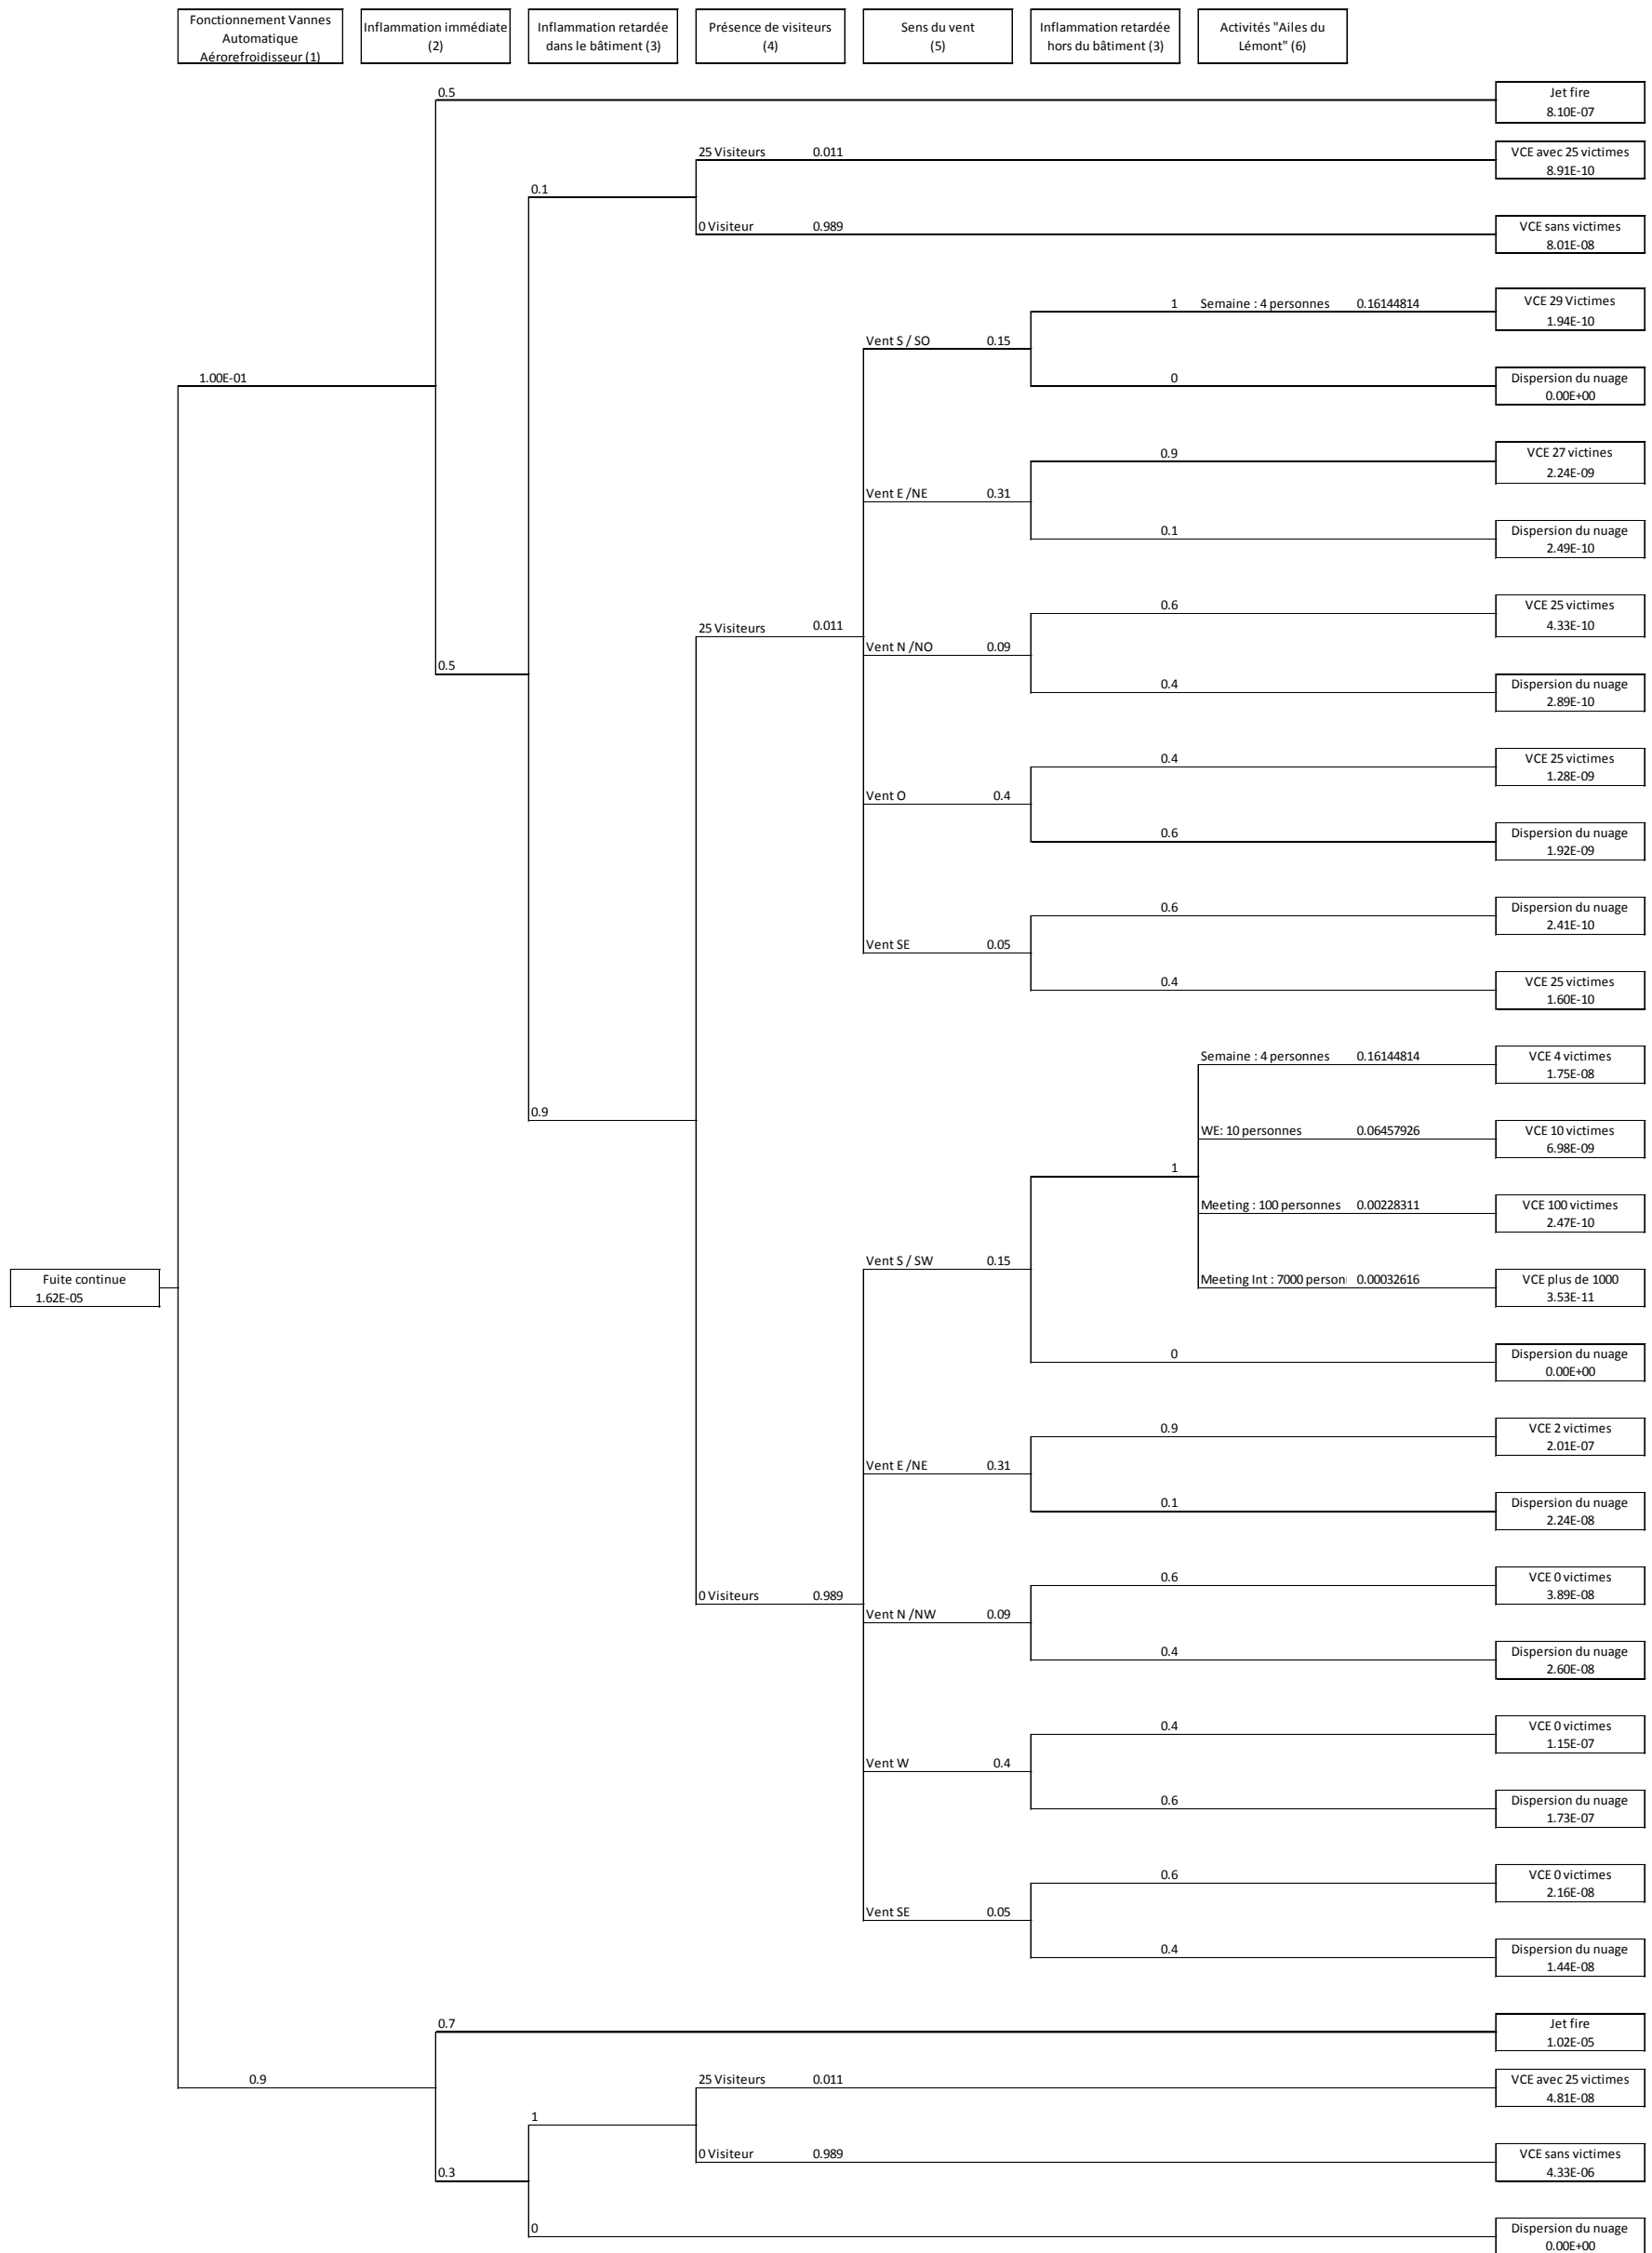 Fonctionnement Vannes
Automatique
Aérorefroidisseur (1)
Inflammation immédiate
(2)
Inflammation retardée
dans le bâtiment (3)
Présence de visiteurs
(4)
Sens du vent
(5)
Inflammation retardée
hors du bâtiment (3)
Activités "Ailes du
Lémont" (6)
0.5
Jet fire
8.10E-07
25 Visiteurs 0.011
VCE avec 25 victimes
8.91E-10
0.1
0 Visiteur 0.989
VCE sans victimes
8.01E-08
1 Semaine : 4 personnes 0.16144814
VCE 29 Victimes
1.94E-10
Vent S / SO 0.15
1.00E-01
0
Dispersion du nuage
0.00E+00
0.9
VCE 27 victines
2.24E-09
Vent E /NE 0.31
0.1
Dispersion du nuage
2.49E-10
0.6
VCE 25 victimes
4.33E-10
25 Visiteurs 0.011
Vent N /NO 0.09
0.5
0.4
Dispersion du nuage
2.89E-10
0.4
VCE 25 victimes
1.28E-09
Vent O 0.4
0.6
Dispersion du nuage
1.92E-09
0.6
Dispersion du nuage
2.41E-10
Vent SE 0.05
0.4
VCE 25 victimes
1.60E-10
Semaine : 4 personnes 0.16144814
VCE 4 victimes
1.75E-08
0.9
WE: 10 personnes 0.06457926
VCE 10 victimes
6.98E-09
1
Meeting : 100 personnes 0.00228311
VCE 100 victimes
2.47E-10
Vent S / SW 0.15
Fuite continue
1.62E-05
Meeting Int : 7000 person 0.00032616
VCE plus de 1000
3.53E-11
0
Dispersion du nuage
0.00E+00
0.9
VCE 2 victimes
2.01E-07
Vent E /NE 0.31
0.1
Dispersion du nuage
2.24E-08
0.6
VCE 0 victimes
3.89E-08
0 Visiteurs 0.989
Vent N /NW 0.09
0.4
Dispersion du nuage
2.60E-08
0.4
VCE 0 victimes
1.15E-07
Vent W 0.4
0.6
Dispersion du nuage
1.73E-07
0.6
VCE 0 victimes
2.16E-08
Vent SE 0.05
0.4
Dispersion du nuage
1.44E-08
0.7
Jet fire
1.02E-05
0.9
25 Visiteurs 0.011
VCE avec 25 victimes
4.81E-08
1
0 Visiteur 0.989
VCE sans victimes
4.33E-06
0.3
0
Dispersion du nuage
0.00E+00